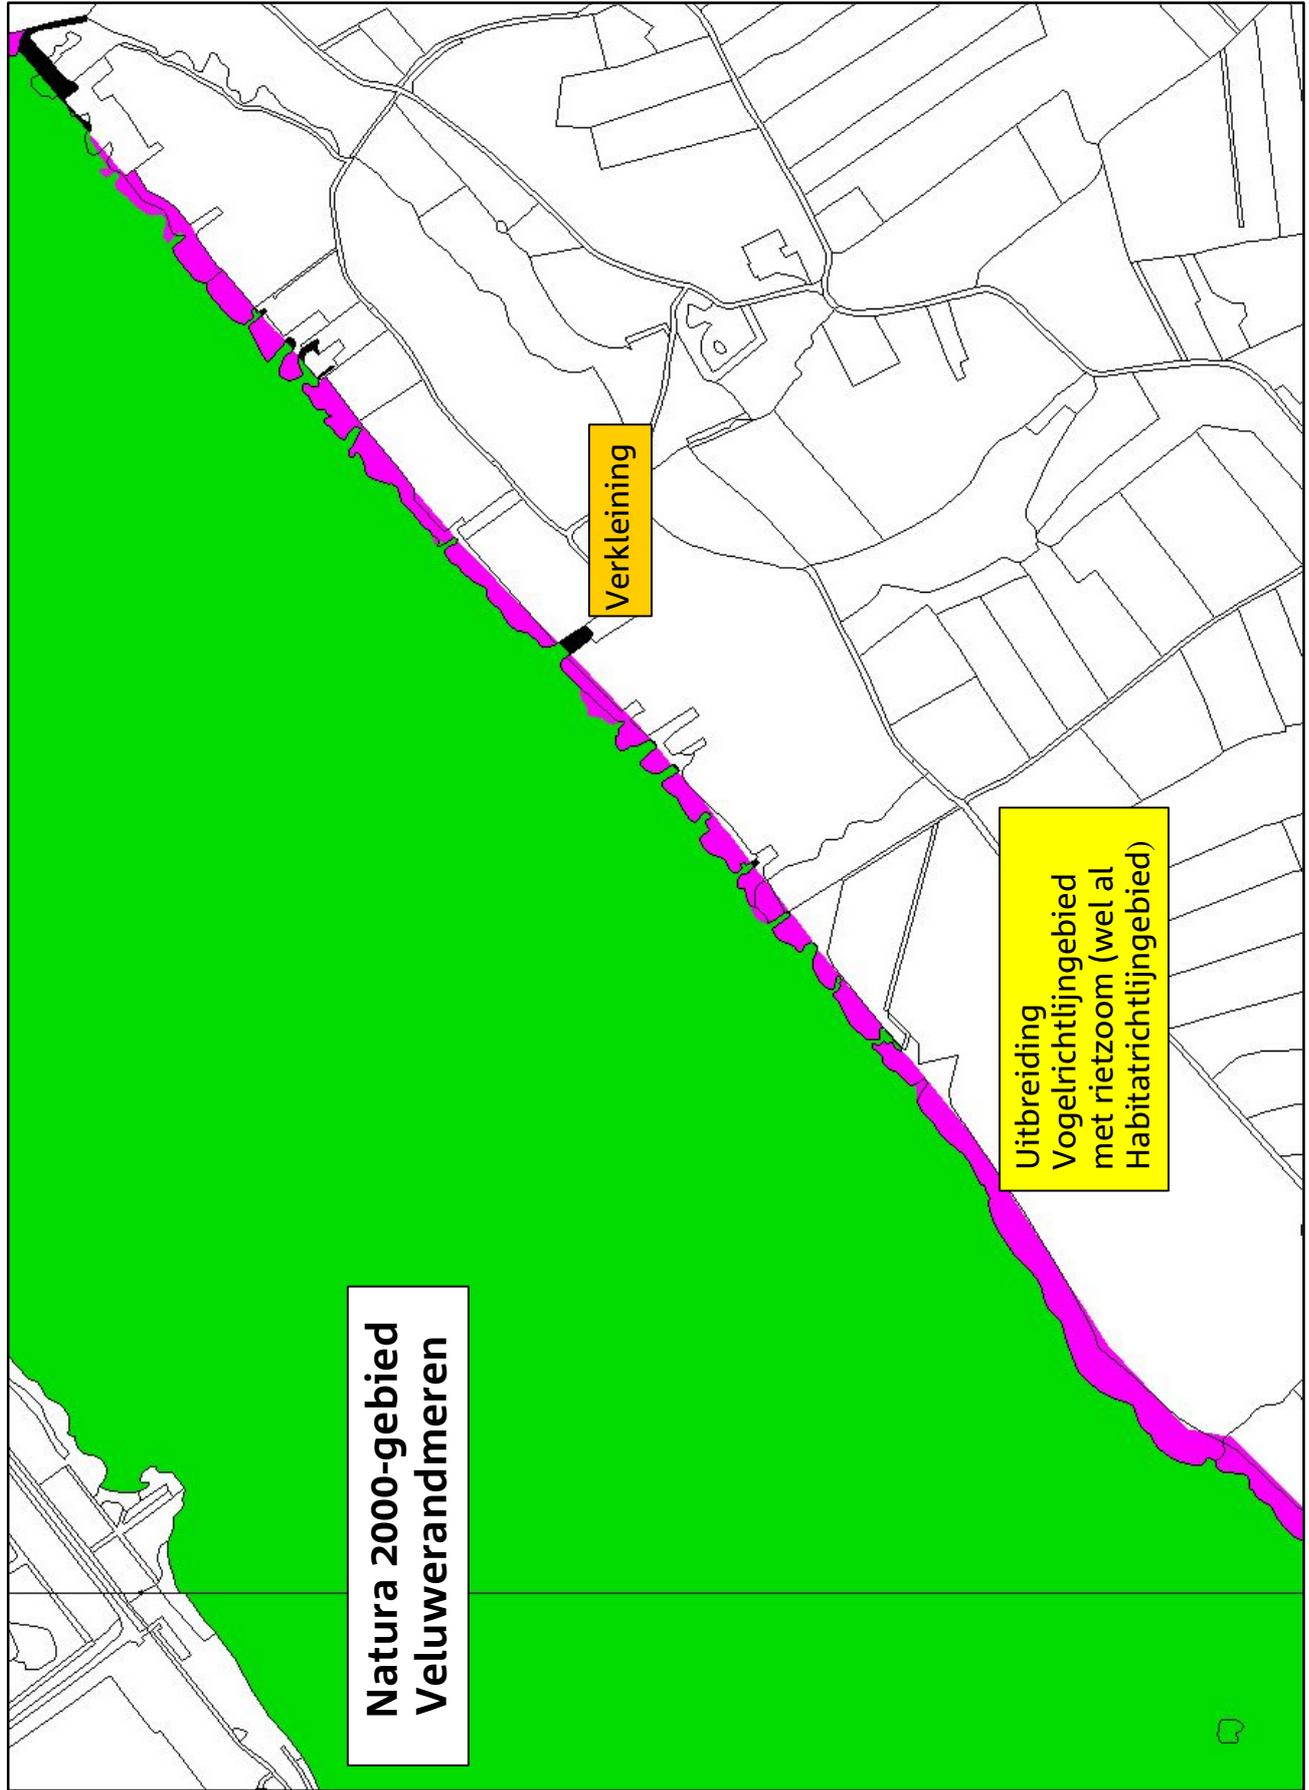 Natura 2000-gebied
Veluwerandmeren
Verkleining
Uitbreiding
Vogelrichtlijngebied
met rietzoom (wel al
Habitatrichtlijngebied)